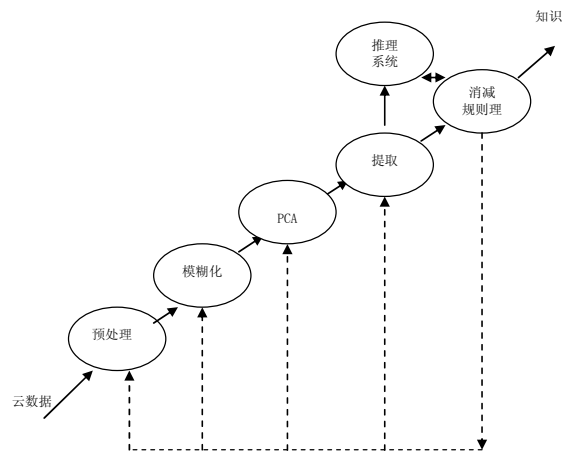 知识
推理
系统
消减
规则理
提取
PCA
模糊化
预处理
云数据